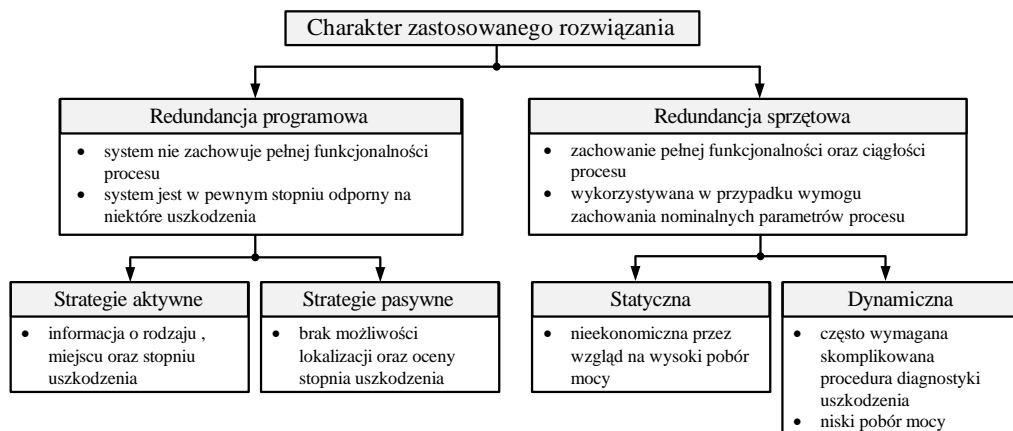 Charakter zastosowanego rozwiązania
Redundancja programowa
• system nie zachowuje pełnej funkcjonalności
procesu
• system jest w pewnym stopniu odporny na
niektóre uszkodzenia
Redundancja sprzętowa
• zachowanie pełnej funkcjonalności oraz ciągłości
procesu
• wykorzystywana w przypadku wymogu
zachowania nominalnych parametrów procesu
Strategie aktywne
• informacja o rodzaju ,
miejscu oraz stopniu
uszkodzenia
Strategie pasywne
• brak możliwości
lokalizacji oraz oceny
stopnia uszkodzenia
Statyczna
• nieekonomiczna przez
wzgląd na wysoki pobór
mocy
Dynamiczna
• często wymagana
skomplikowana
procedura diagnostyki
uszkodzenia
• niski pobór mocy